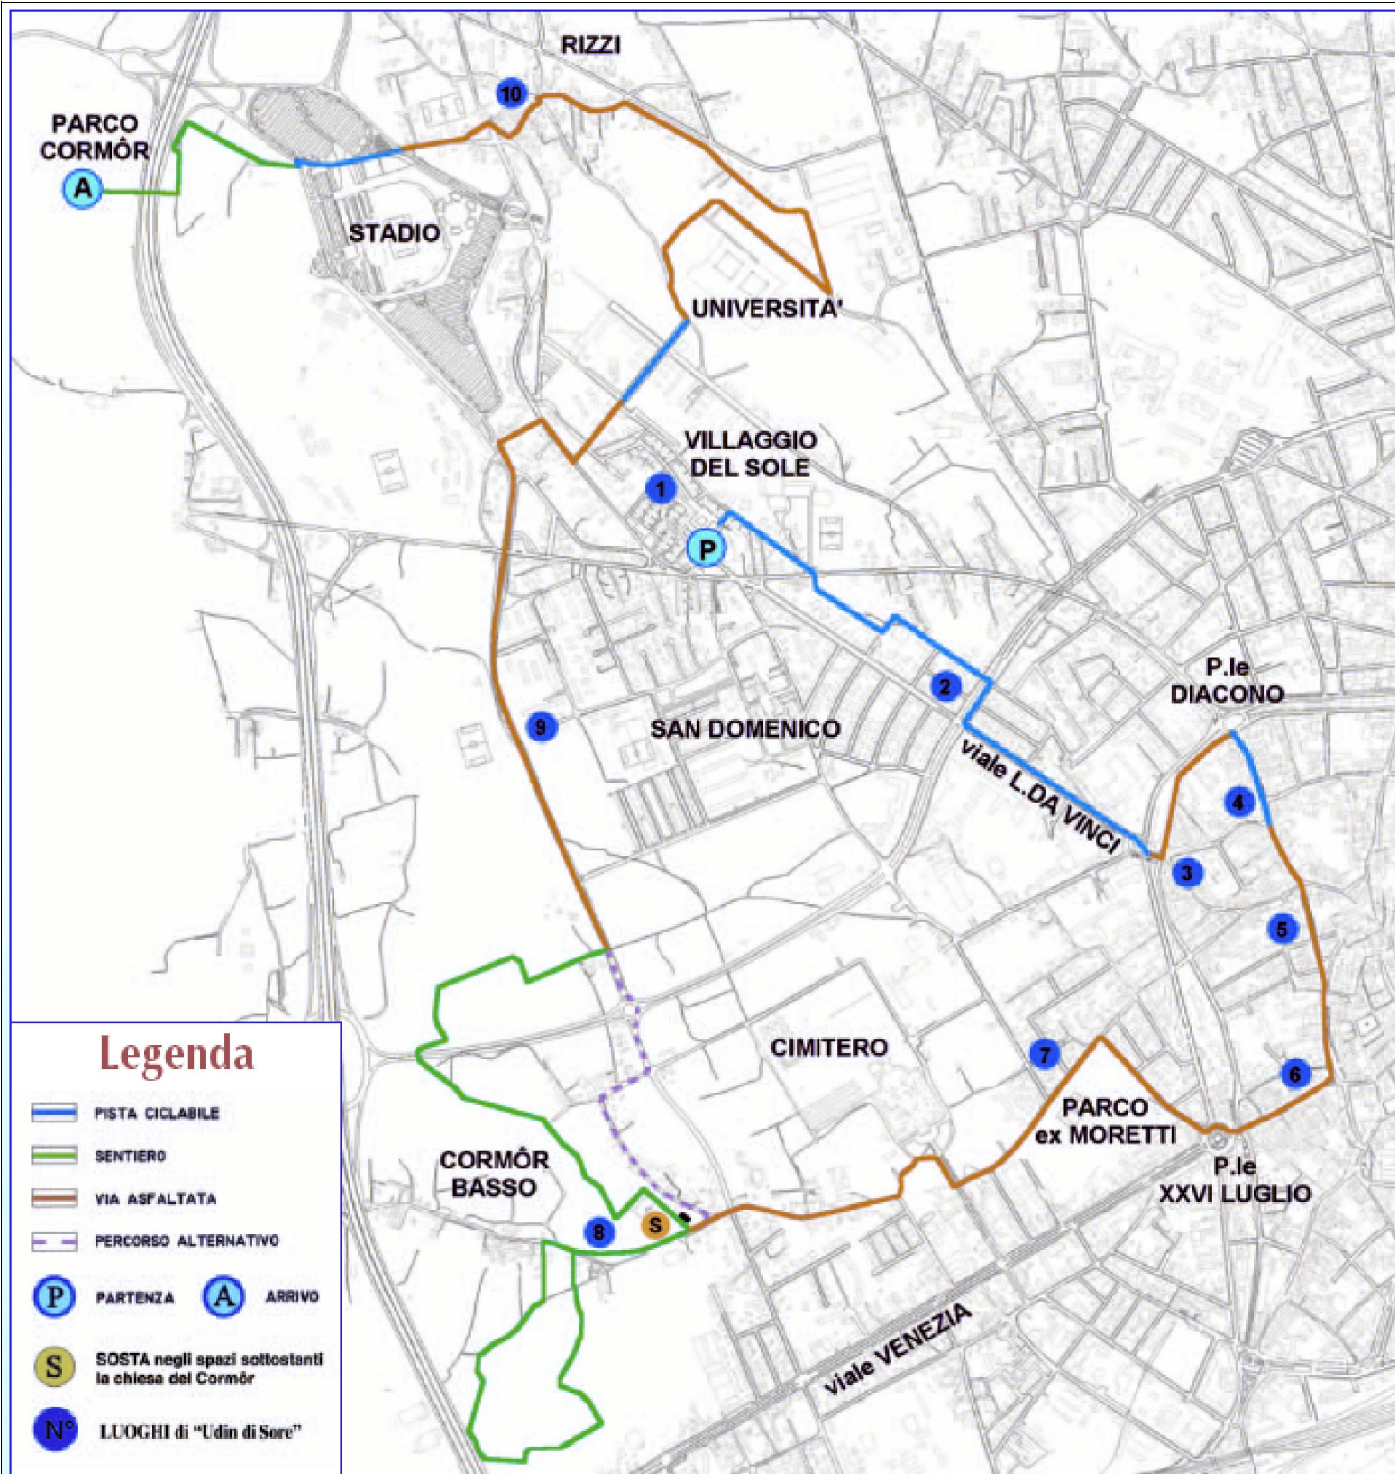 RIZZI
10
PARCO
CORMÔR
A
STADIO
UNIVERSITA'
VILLAGGIO
DEL SOLE
1
P
P.le
DIACONO
2
9
SAN DOMENICO
viale L.DA VINCI
4
3
5
CIMITERO
7
6
PARCO
ex MORETTI
CORMÔR
BASSO
P.le
XXVI LUGLIO
S
8
viale VENEZIA
Legenda
PISTA CICLABILE
SENTIERO
VIA ASFALTATA
PERCORSO ALTERNATIVO
P PARTENZA A ARRIVO
S SOSTA negli spazi sottostanti
la chiesa del Cormôr
N° LUOGHI di "Udin di Sore"